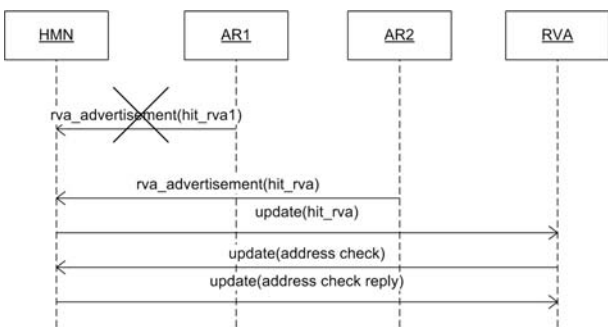 HMN AR1 AR2 RVA
rva_advertisement(hit_rva1)
rva_advertisement(hit_rva)
update(hit_rva)
update(address check)
update(address check reply)